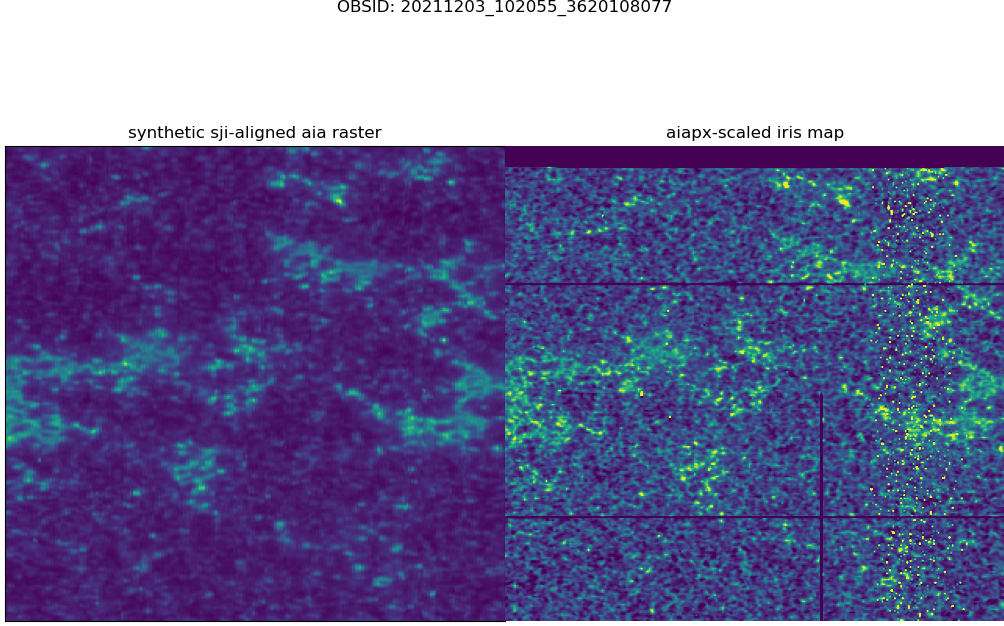 OBSID: 20211203_102055_3620108077
synthetic sji-aligned aia raster
aiapx-scaled iris map